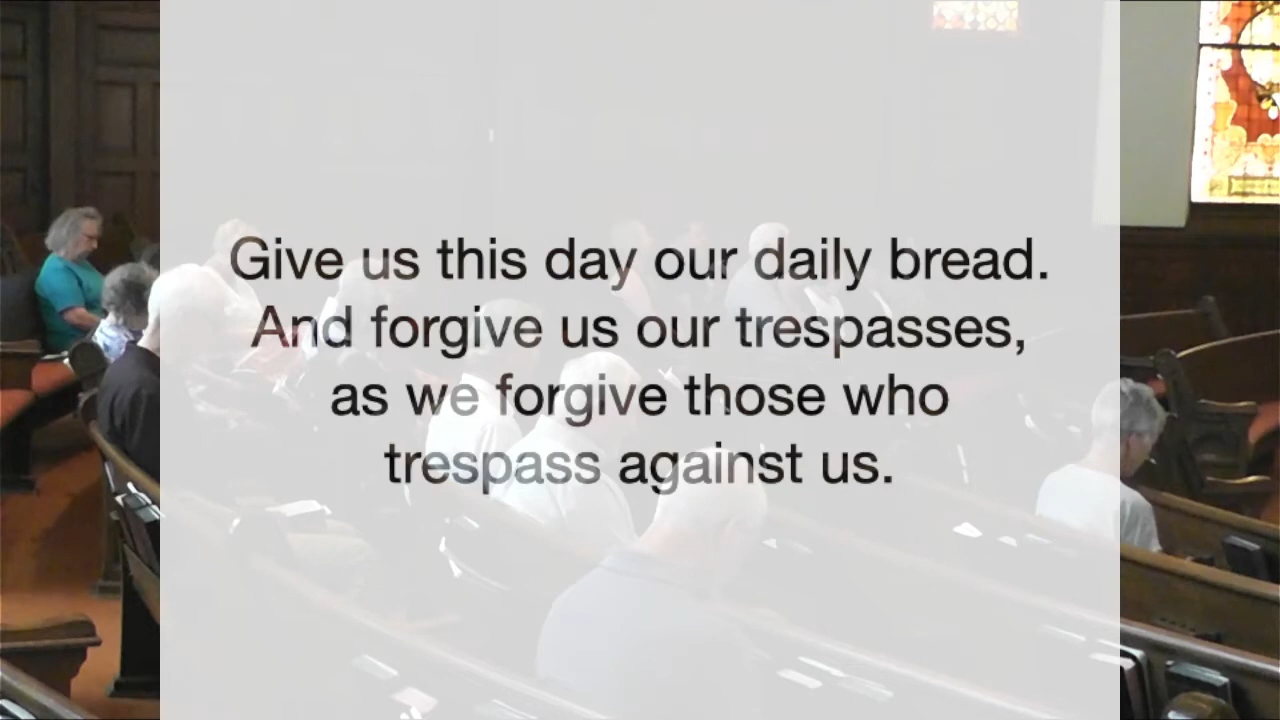 Give us this day our daily bread.
And forgive us our trespasses,
as we forgive those who
trespass against us.